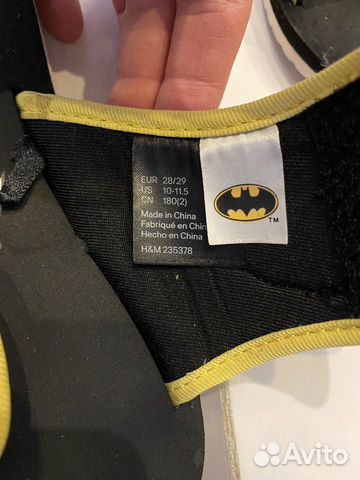 EUR 28/29
US 10-11.5
CN 180(2)
Made in China
Fabriqué en Chin
Hecho en China
H&M 235378
TM
Avito